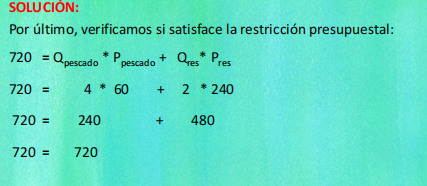 SOLUCIÓN:
Por último, verificamos si satisface la restricción presupuestal:
720 = Qpescado * Ppescado + Qres* Pres
720 = 4 * 60 + 2 * 240
720 = 240 + 480
720 = 720